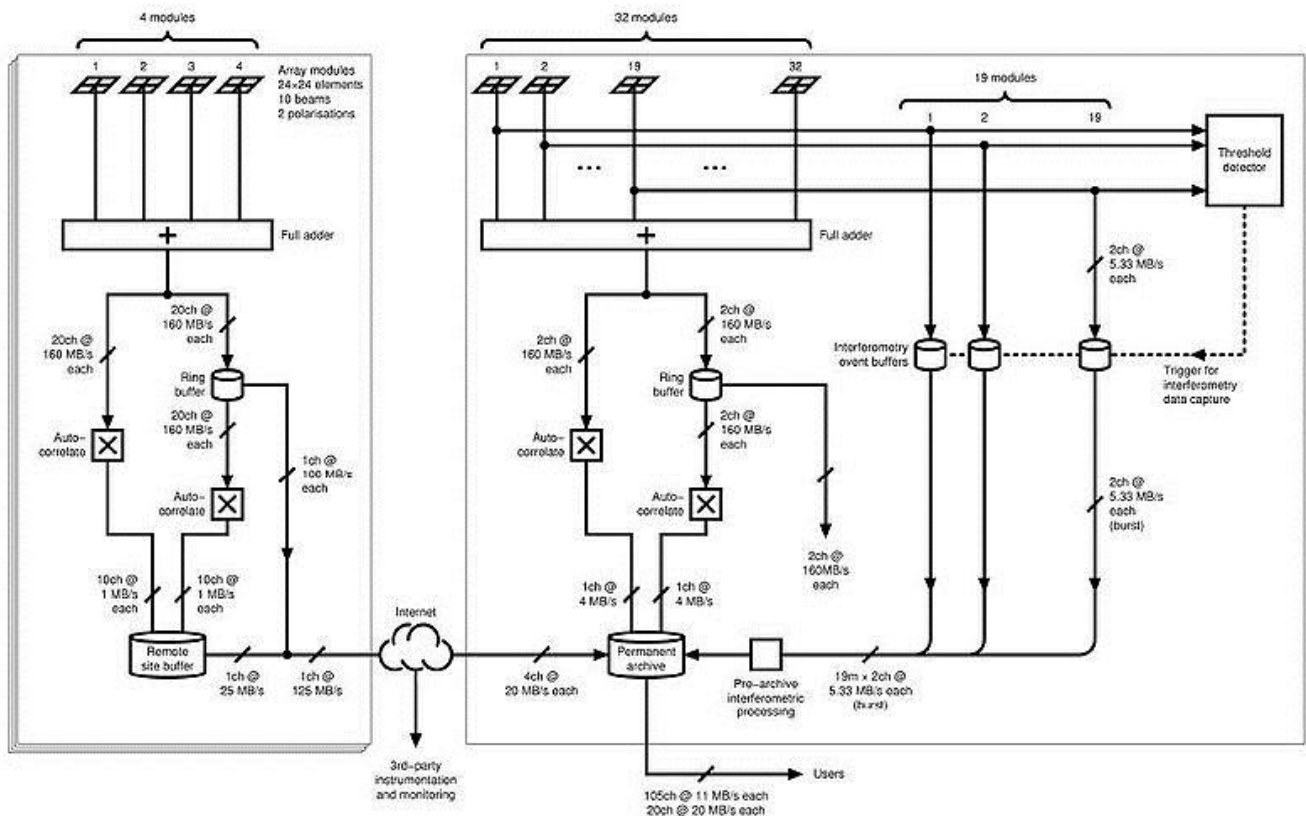 4 modules
1 2 3 4
Array modules
24×24 elements
10 beams
2 polarisations
+
Full adder
20ch @
160 MB/s
each
20ch @
160 MB/s
each
Ring
buffer
20ch @
160 MB/s
each
Auto-
correlate
1ch @
100 MB/s
each
Auto-
correlate
10ch @
1 MB/s
each
10ch @
1 MB/s
each
Remote
site buffer
1ch @
25 MB/s
1ch @
125 MB/s
Internet
3rd-party
instrumentation
and monitoring
32 modules
1 2 19 32
... ...
+
Full adder
2ch @
160 MB/s
each
2ch @
160 MB/s
each
Ring
buffer
2ch @
160 MB/s
each
Auto-
correlate
Auto-
correlate
2ch @
160MB/s
each
1ch @
4 MB/s
1ch @
4 MB/s
4ch @
20 MB/s each
Permanent
archive
19 modules
1 2 19
Threshold
detector
2ch @
5.33 MB/s
each
Interferometry
event buffers
Trigger for
interferometry
data capture
2ch @
5.33 MB/s
each
(burst)
Pre-archive
interferometric
processing
19m × 2ch @
5.33 MB/s each
(burst)
Users
105ch @ 11 MB/s each
20ch @ 20 MB/s each